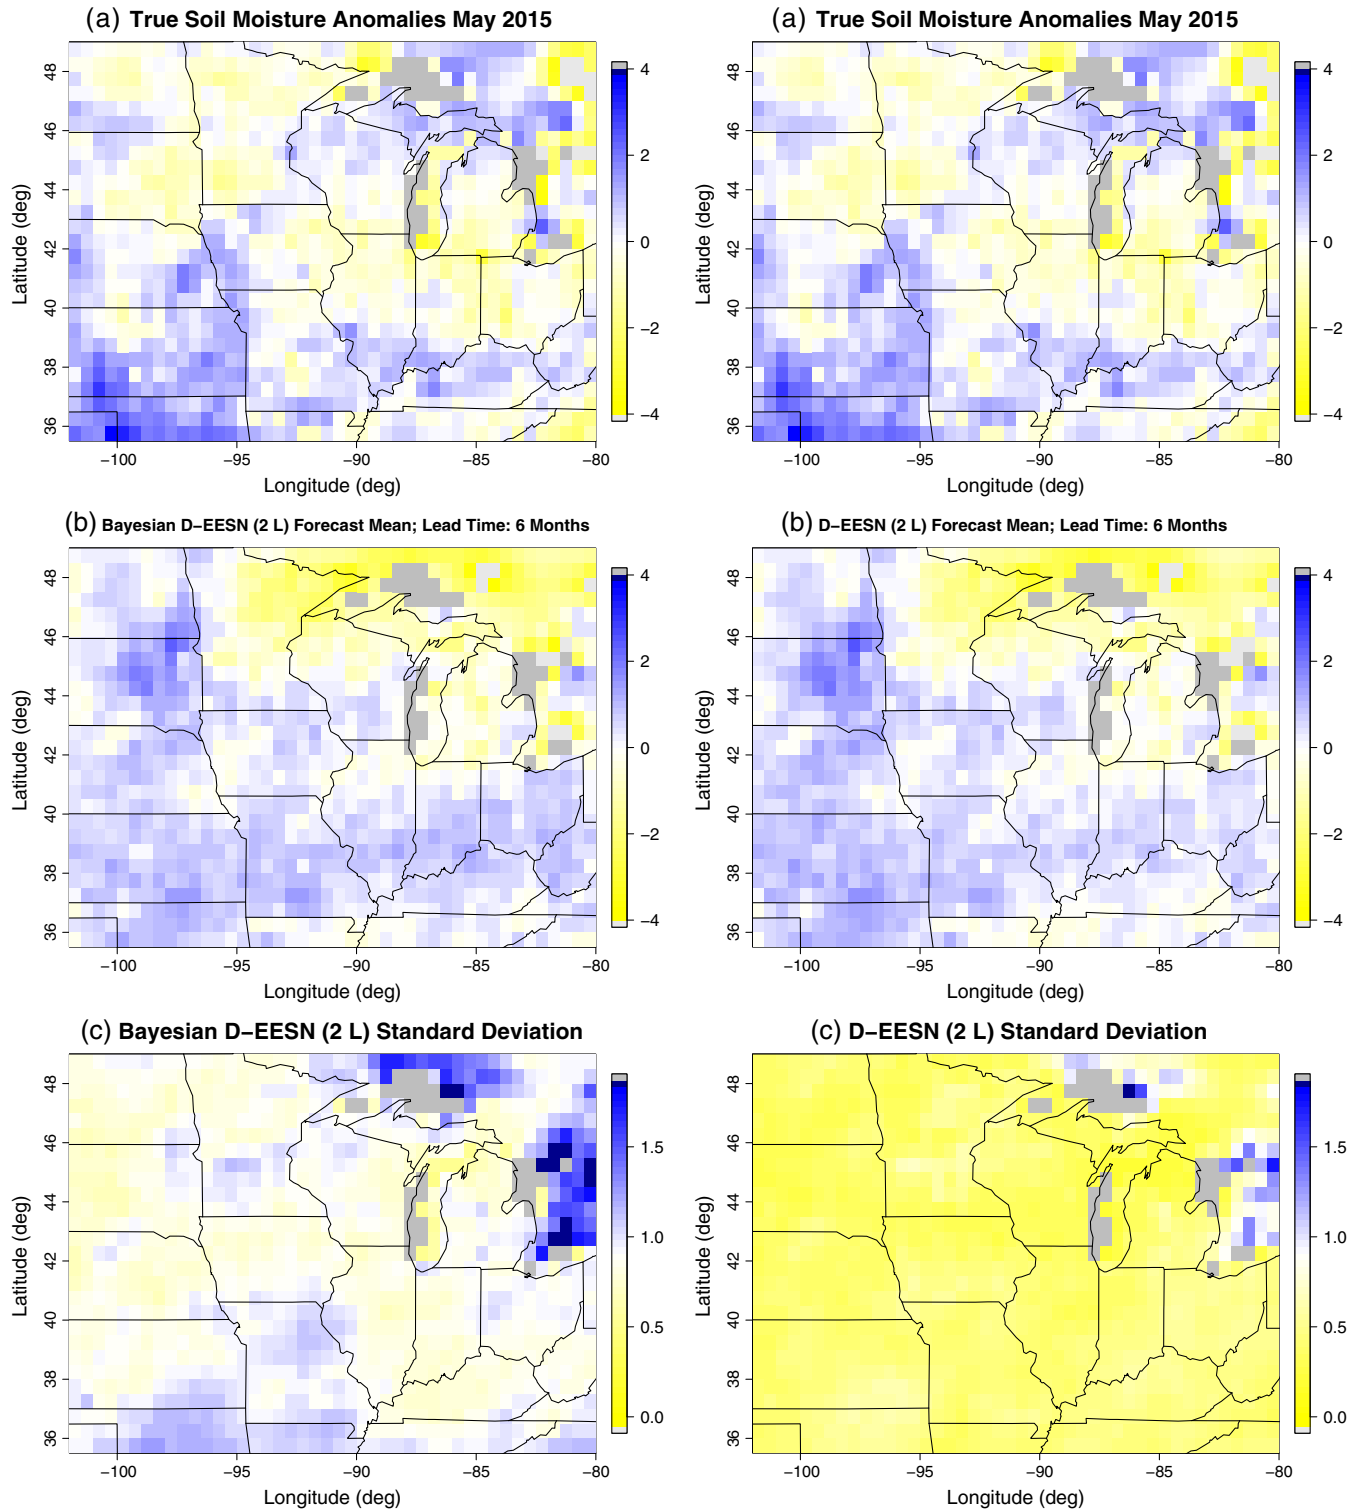 (a) True Soil Moisture Anomalies May 2015
Latitude (deg)
36 38 40 42 44 46 48
−100 −95 −90 −85 −80
Longitude (deg)
4
2
0
−2
−4
(a) True Soil Moisture Anomalies May 2015
Latitude (deg)
36 38 40 42 44 46 48
−100 −95 −90 −85 −80
Longitude (deg)
4
2
0
−2
−4
(b) Bayesian D−EESN (2 L) Forecast Mean; Lead Time: 6 Months
Latitude (deg)
36 38 40 42 44 46 48
−100 −95 −90 −85 −80
Longitude (deg)
4
2
0
−2
−4
(b) D−EESN (2 L) Forecast Mean; Lead Time: 6 Months
Latitude (deg)
36 38 40 42 44 46 48
−100 −95 −90 −85 −80
Longitude (deg)
4
2
0
−2
−4
(c) Bayesian D−EESN (2 L) Standard Deviation
Latitude (deg)
36 38 40 42 44 46 48
−100 −95 −90 −85 −80
Longitude (deg)
1.5
1.0
0.5
0.0
(c) D−EESN (2 L) Standard Deviation
Latitude (deg)
36 38 40 42 44 46 48
−100 −95 −90 −85 −80
Longitude (deg)
1.5
1.0
0.5
0.0